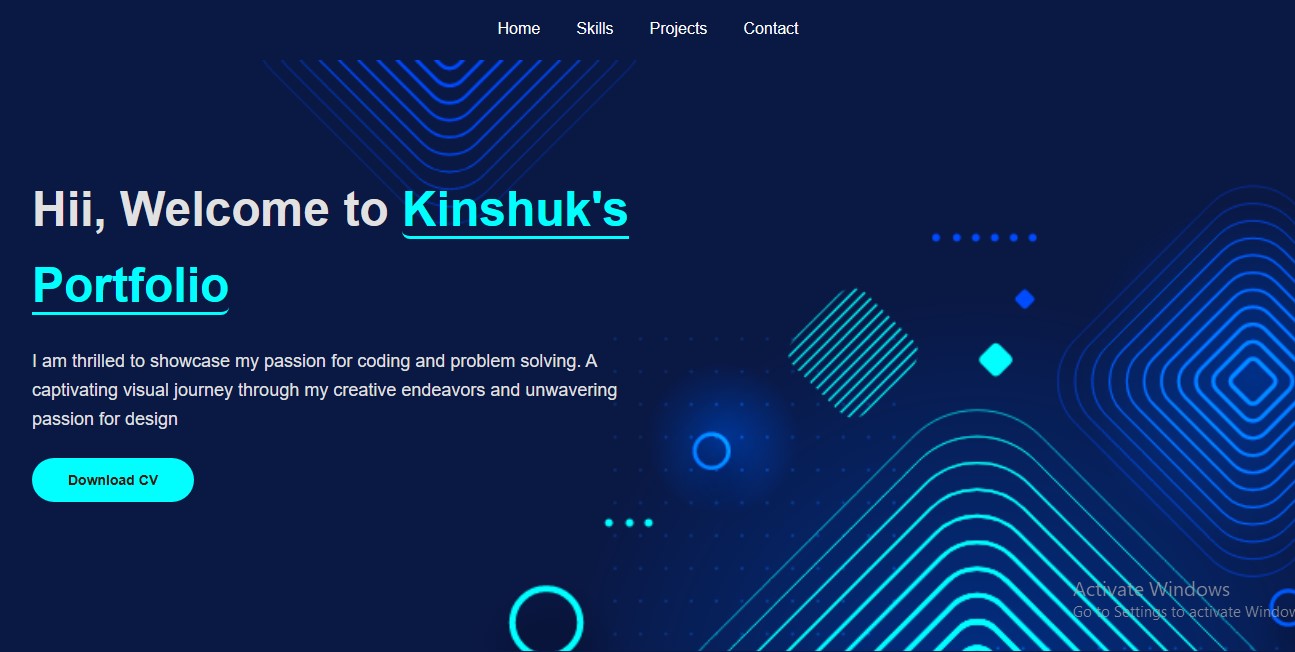 Home Skills Projects Contact
Hii, Welcome to Kinshuk's
Portfolio
I am thrilled to showcase my passion for coding and problem solving. A
captivating visual journey through my creative endeavors and unwavering
passion for design
Download CV
Activate Windows
Go to Settings to activate